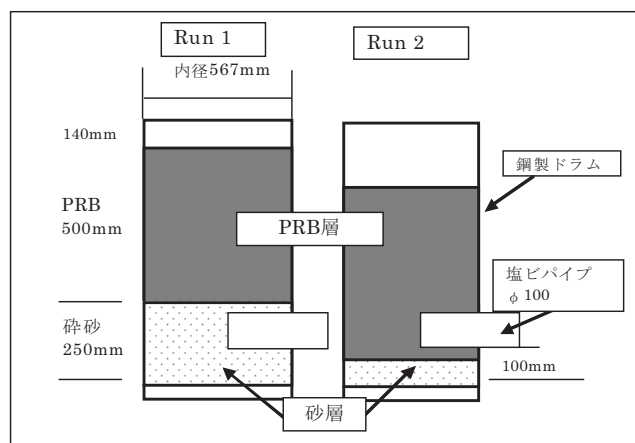 Run 1
Run 2
内径567mm
140mm
鋼製ドラム
PRB
500mm
PRB層
塩ビパイプ
φ 100
砕砂
250mm
100mm
砂層